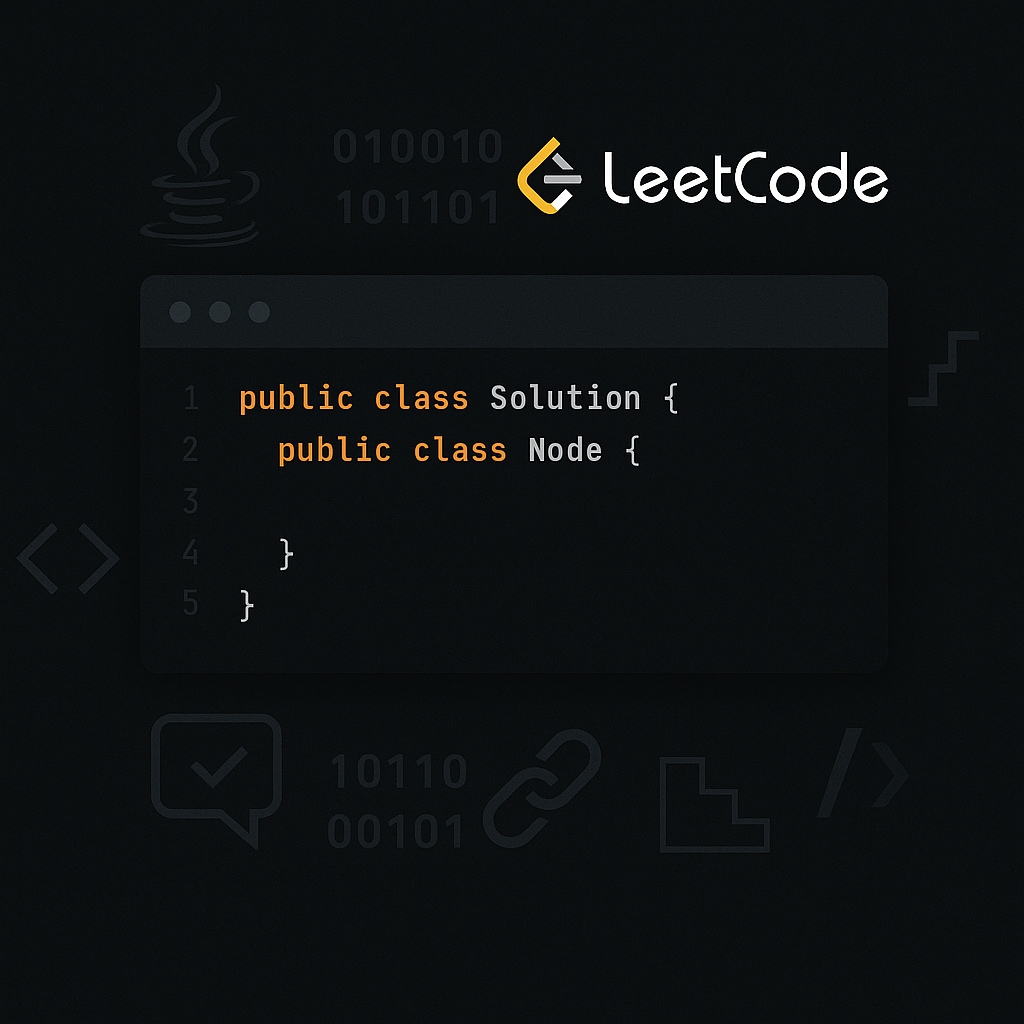 010010
101101
LeetCode
1 public class Solution {
2   public class Node {
3
4   }
5 }
10110
00101